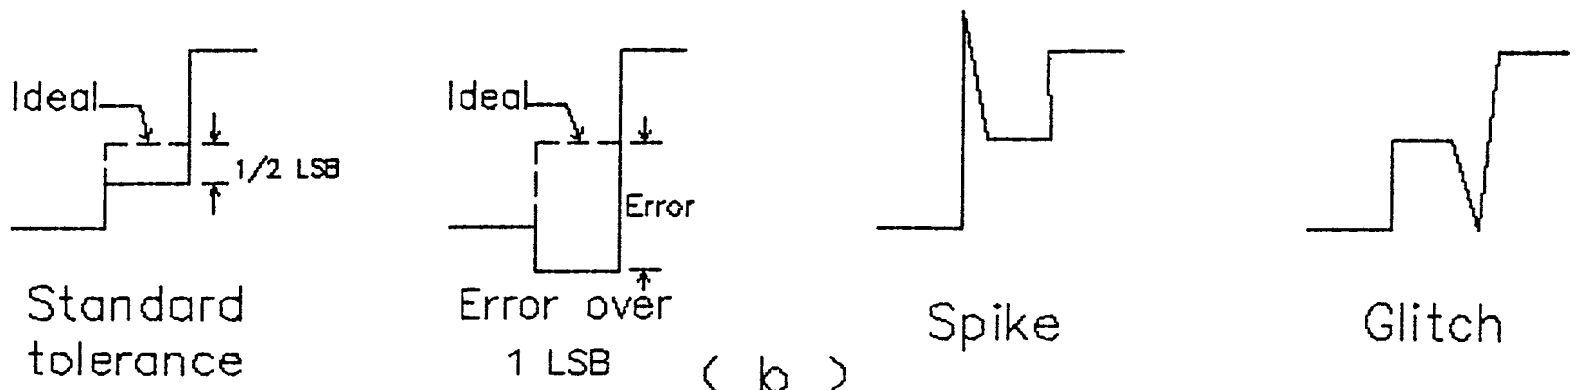 Ideal
1/2 LSB
Standard
tolerance
Ideal
Error
Error over
1 LSB
Spike
Glitch
( b )